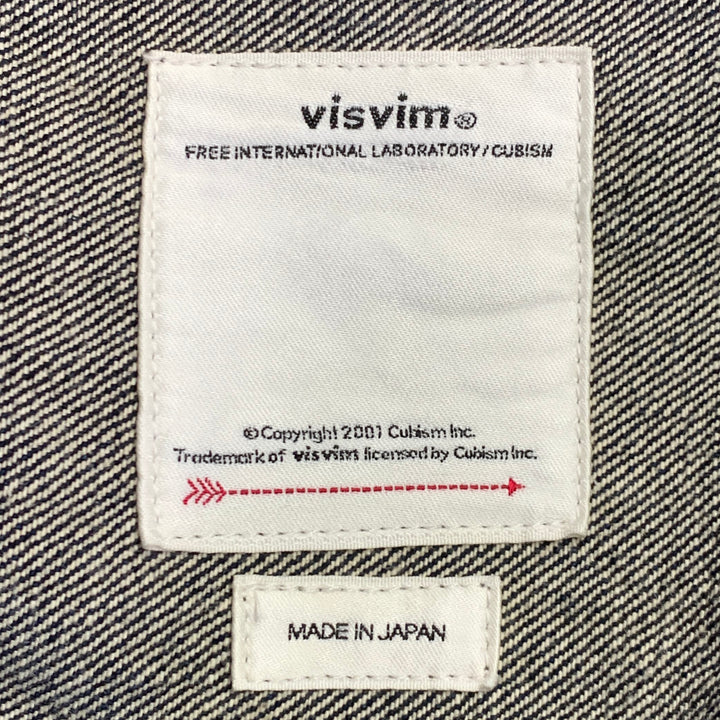 visvim®
FREE INTERNATIONAL LABORATORY/CUBISM
©Copyright 2001 Cubism Inc.
Trademark of visvim licensed by Cubism Inc.
MADE IN JAPAN